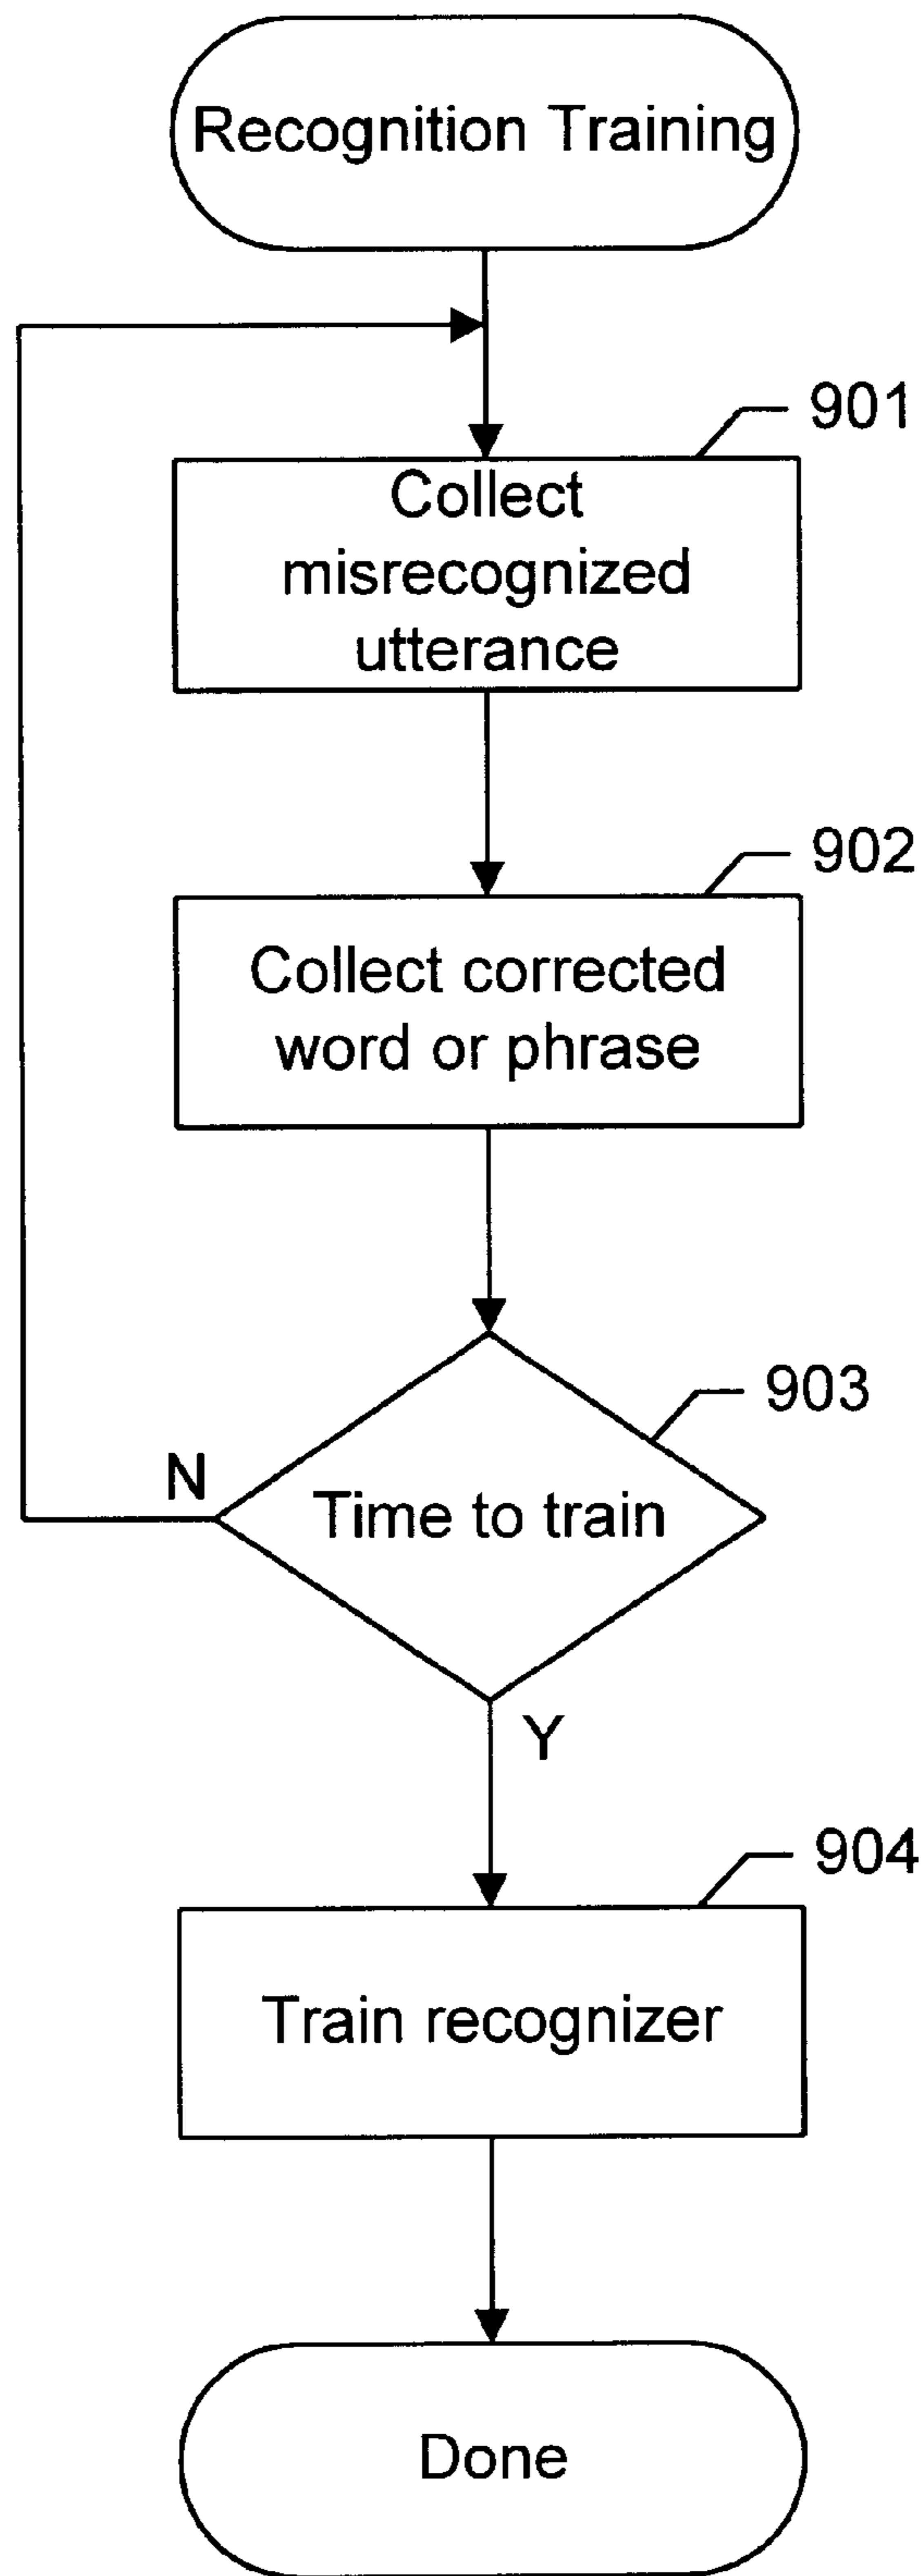 Recognition Training
901
Collect
misrecognized
utterance
902
Collect corrected
word or phrase
903
N
Time to train
Y
904
Train recognizer
Done